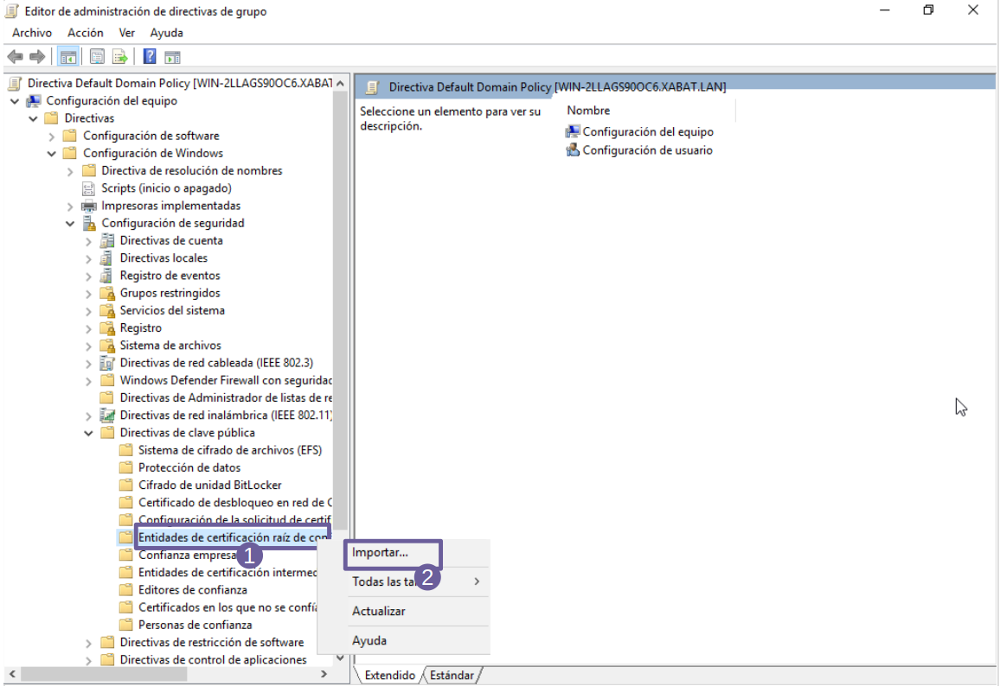 Editor de administración de directivas de grupo
Archivo Acción Ver Ayuda
Directiva Default Domain Policy [WIN-2LLAGS90OC6.XABAT
Configuración del equipo
Directivas
Configuración de software
Configuración de Windows
Directiva de resolución de nombres
Scripts (inicio o apagado)
Impresoras implementadas
Configuración de seguridad
Directivas de cuenta
Directivas locales
Registro de eventos
Grupos restringidos
Servicios del sistema
Registro
Sistema de archivos
Directivas de red cableada (IEEE 802.3)
Windows Defender Firewall con seguridad
Directivas de Administrador de listas de re
Directivas de red inalámbrica (IEEE 802.11)
Directivas de clave pública
Sistema de cifrado de archivos (EFS)
Protección de datos
Cifrado de unidad BitLocker
Certificado de desbloqueo en red de
Configuración de la solicitud de certif
Entidades de certificación raíz de con
1
Confianza empresa
Entidades de certificación intermed
Editores de confianza
Certificados en los que no se confía
Personas de confianza
Directivas de restricción de software
Directivas de control de aplicaciones
Directiva Default Domain Policy [WIN-2LLAGS90OC6.XABAT.LAN]
Seleccione un elemento para ver su
descripción.
Nombre
Configuración del equipo
Configuración de usuario
Importar...
2
Todas las ta
Actualizar
Ayuda
Extendido
Estándar